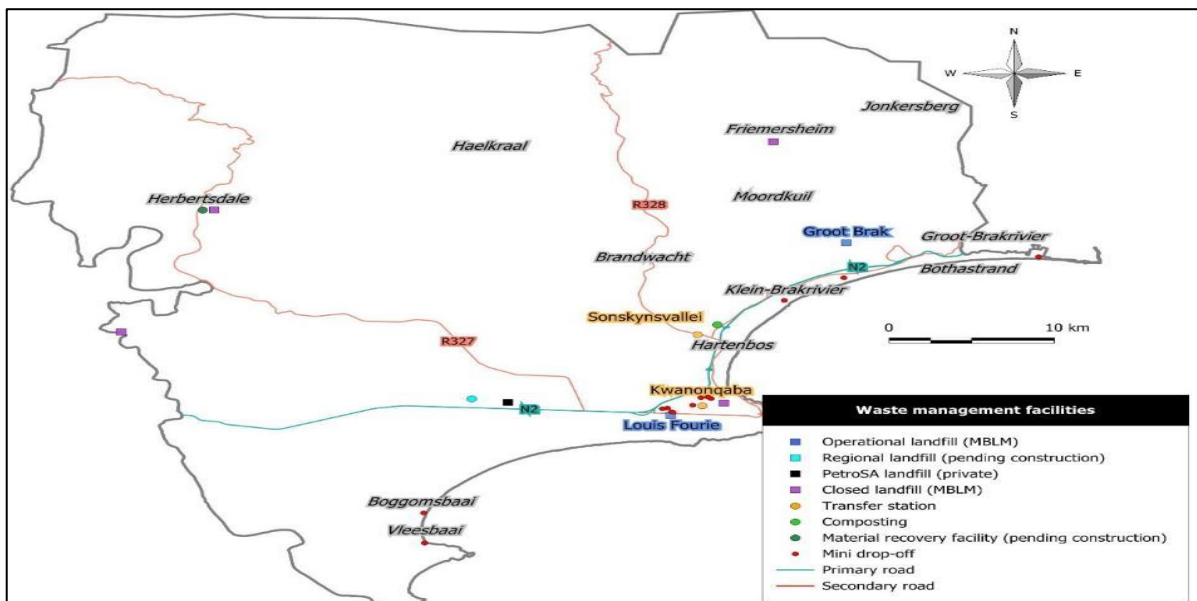 N
W
E
S
Jonkersberg
Friemersheim
Haelkraal
Herbertsdale
Moordkuil
R328
Groot Brak
Groot-Brakrivier
Brandwacht
N2
Bothastrand
Klein-Brakrivier
Sonskynsvallei
0 10 km
R327
Hartenbos
Kwanonqaba
N2
Louis Fourie
Boggomsbaai
Vleesbaai
Waste management facilities
Operational landfill (MBLM)
Regional landfill (pending construction)
PetroSA landfill (private)
Closed landfill (MBLM)
Transfer station
Composting
Material recovery facility (pending construction)
Mini drop-off
Primary road
Secondary road